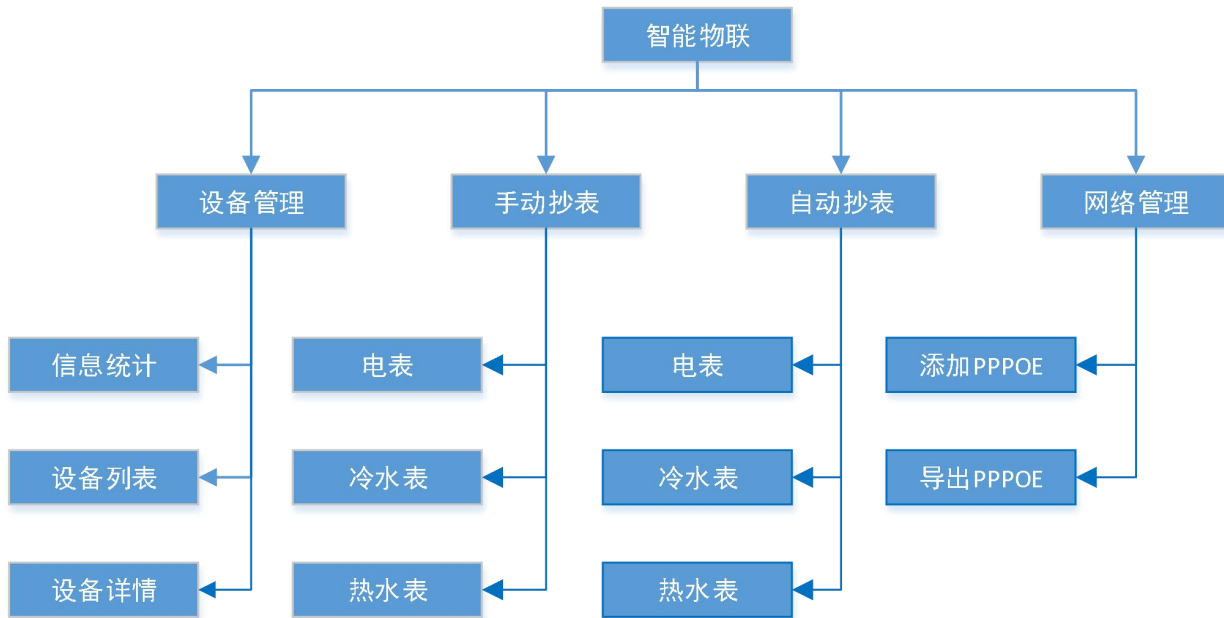 智能物联
设备管理
手动抄表
自动抄表
网络管理
信息统计
电表
电表
添加PPPOE
设备列表
冷水表
冷水表
导出PPPOE
设备详情
热水表
热水表